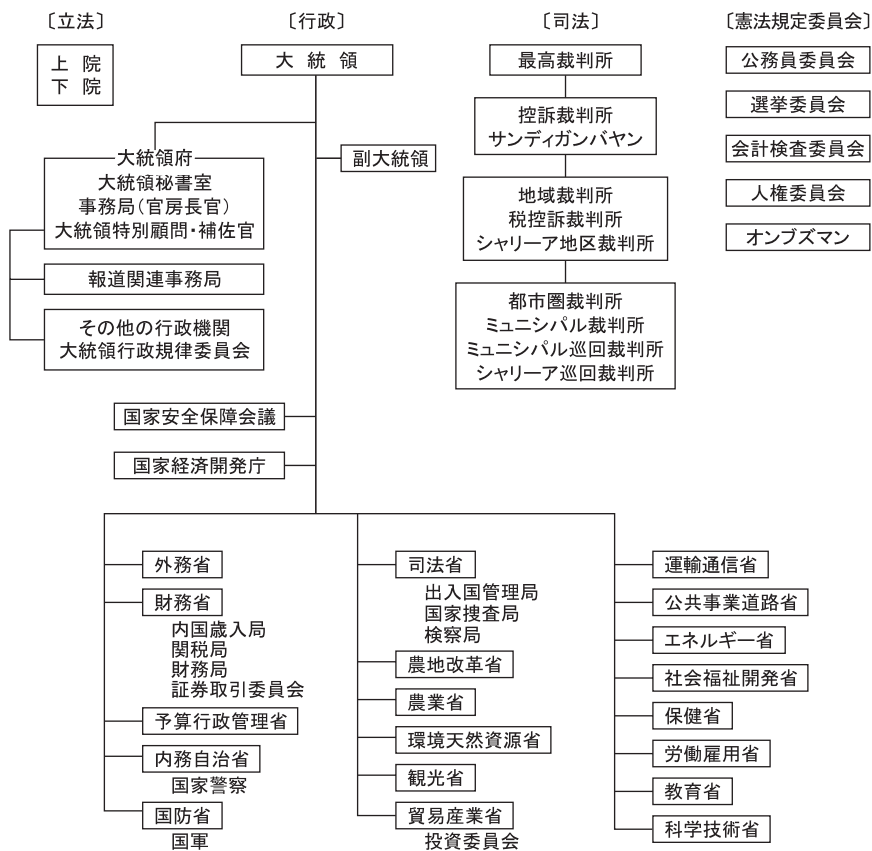 〔立法〕
上 院
下 院
〔行政〕
大 統 領
副大統領
大統領府
大統領秘書室
事務局（官房長官）
大統領特別顧問・補佐官
報道関連事務局
その他の行政機関
大統領行政規律委員会
国家安全保障会議
国家経済開発庁
〔司法〕
最高裁判所
控訴裁判所
サンディガンバヤン
地域裁判所
税控訴裁判所
シャリーア地区裁判所
都市圏裁判所
ミュニシパル裁判所
ミュニシパル巡回裁判所
シャリーア巡回裁判所
〔憲法規定委員会〕
公務員委員会
選挙委員会
会計検査委員会
人権委員会
オンブズマン
外務省
財務省
内国歳入局
関税局
財務局
証券取引委員会
予算行政管理省
内務自治省
国家警察
国防省
国軍
司法省
出入国管理局
国家捜査局
検察局
農地改革省
農業省
環境天然資源省
観光省
貿易産業省
投資委員会
運輸通信省
公共事業道路省
エネルギー省
社会福祉開発省
保健省
労働雇用省
教育省
科学技術省